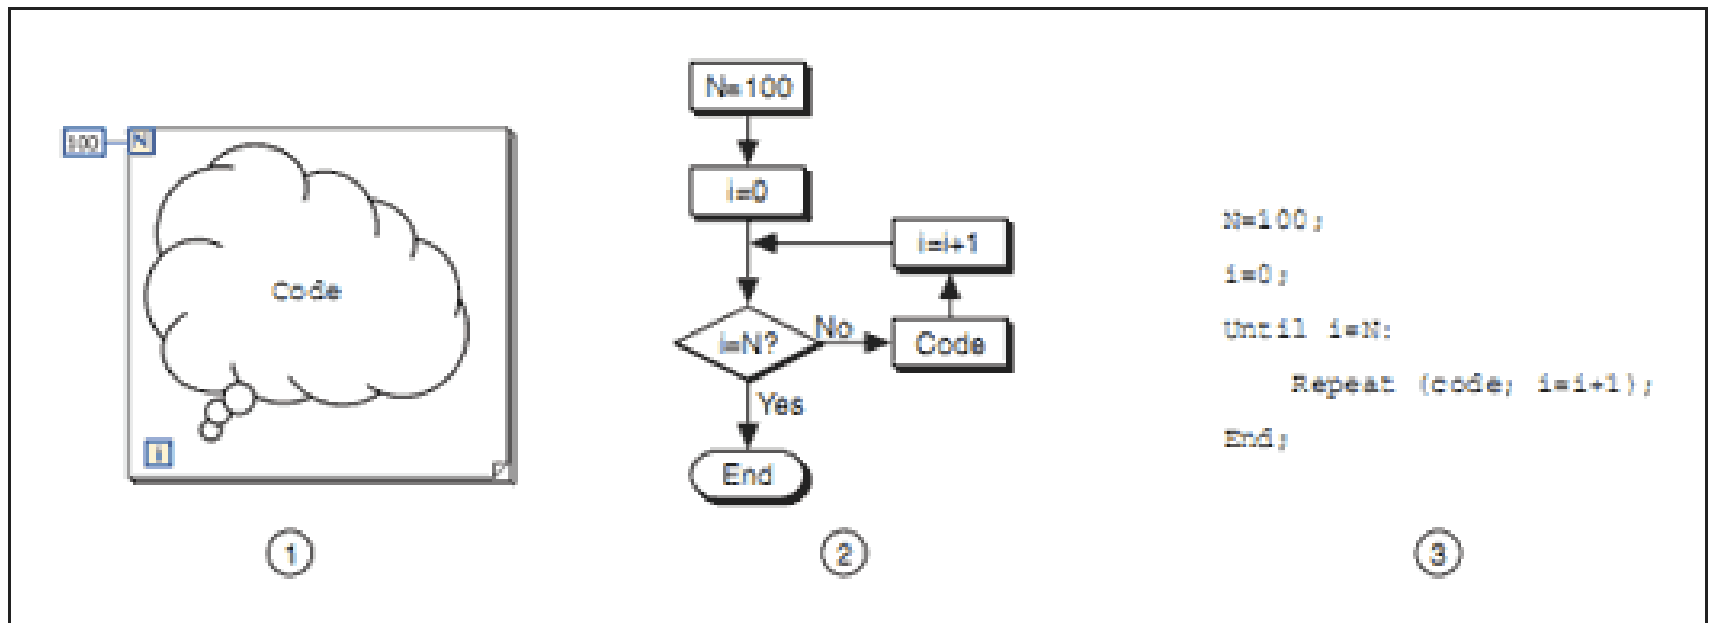 100
N
Code
i
1
N=100
i=0
i=i+1
i=N?
No
Code
Yes
End
2
N=100;
i=0;
Until i=N:
Repeat (code; i=i+1);
End;
3